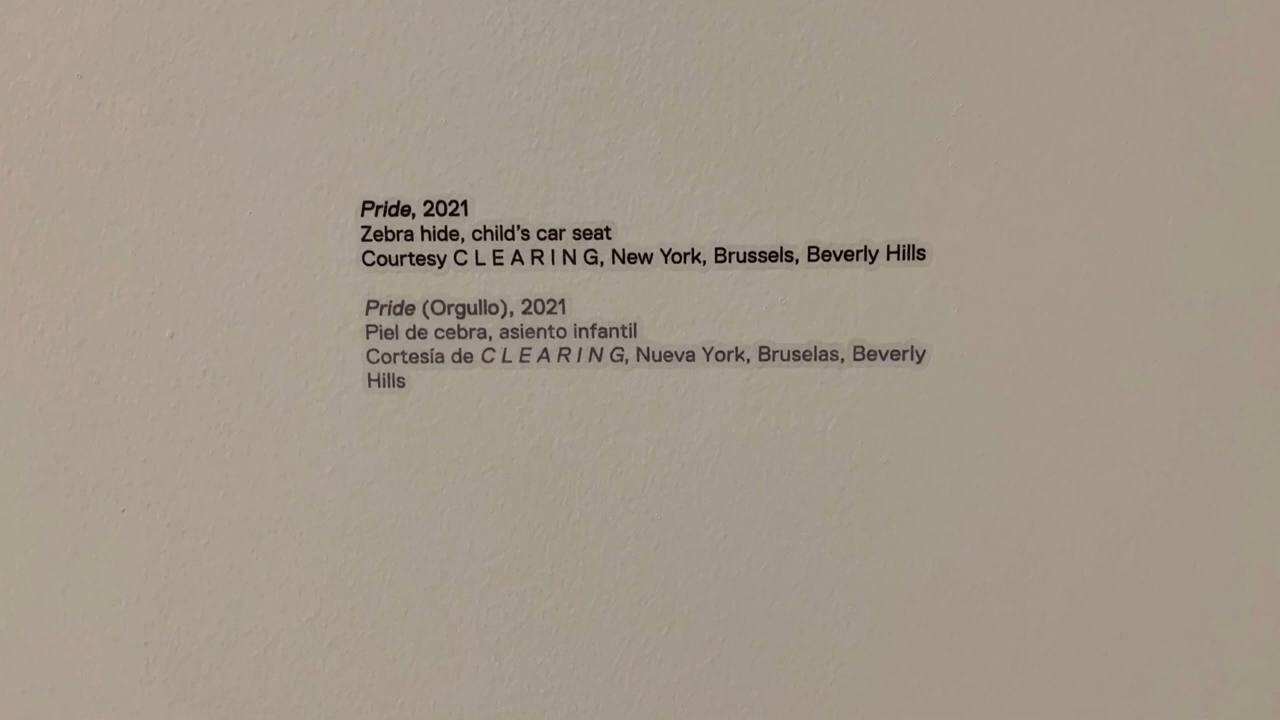 Pride, 2021
Zebra hide, child's car seat
Courtesy C L E A R I N G, New York, Brussels, Beverly Hills
Pride (Orgullo), 2021
Piel de cebra, asiento infantil
Cortesía de C L E A R I N G, Nueva York, Bruselas, Beverly
Hills